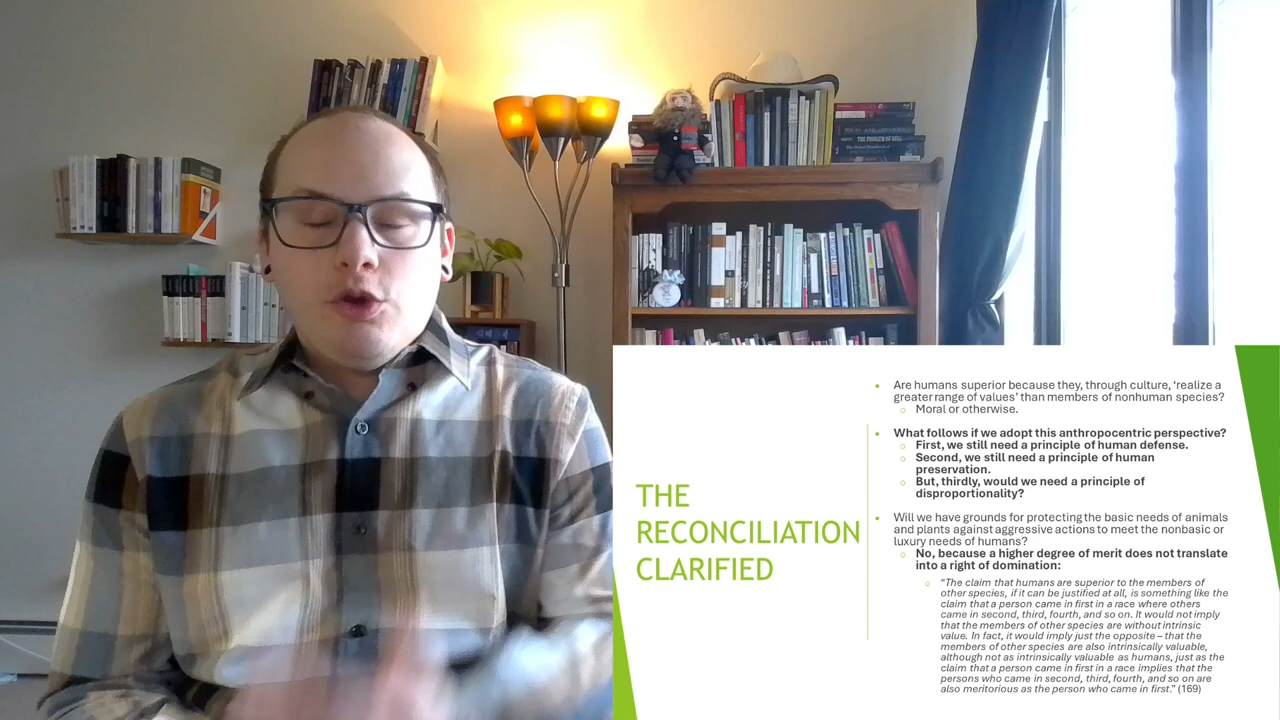 THE
RECONCILIATION
CLARIFIED
Are humans superior because they, through culture, ‘realize a
greater range of values’ than members of nonhuman species?
Moral or otherwise.
What follows if we adopt this anthropocentric perspective?
First, we still need a principle of human defense.
Second, we still need a principle of human
preservation.
But, thirdly, would we need a principle of
disproportionality?
Will we have grounds for protecting the basic needs of animals
and plants against aggressive actions to meet the nonbasic or
luxury needs of humans?
No, because a higher degree of merit does not translate
into a right of domination:
“The claim that humans are superior to the members of
other species, if it can be justified at all, is something like the
claim that a person came in first in a race where others
came in second, third, fourth, and so on. It would not imply
that the members of other species are without intrinsic
value. In fact, it would imply just the opposite – that the
members of other species are also intrinsically valuable,
although not as intrinsically valuable as humans, just as the
claim that a person came in first in a race implies that the
persons who came in second, third, fourth, and so on are
also meritorious as the person who came in first.” (169)